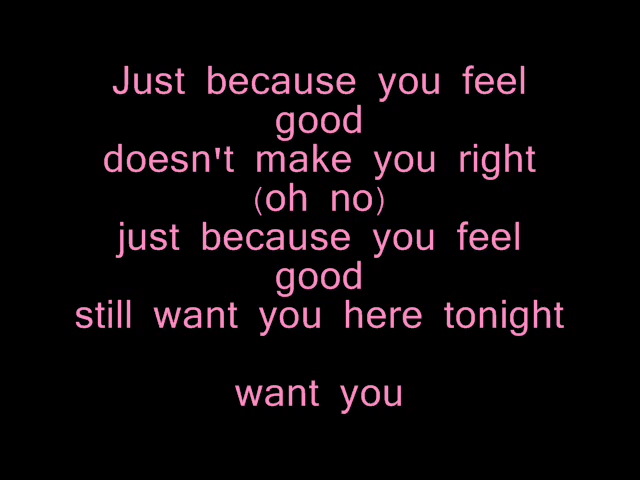 Just because you feel
good
doesn't make you right
(oh no)
just because you feel
good
still want you here tonight
want you